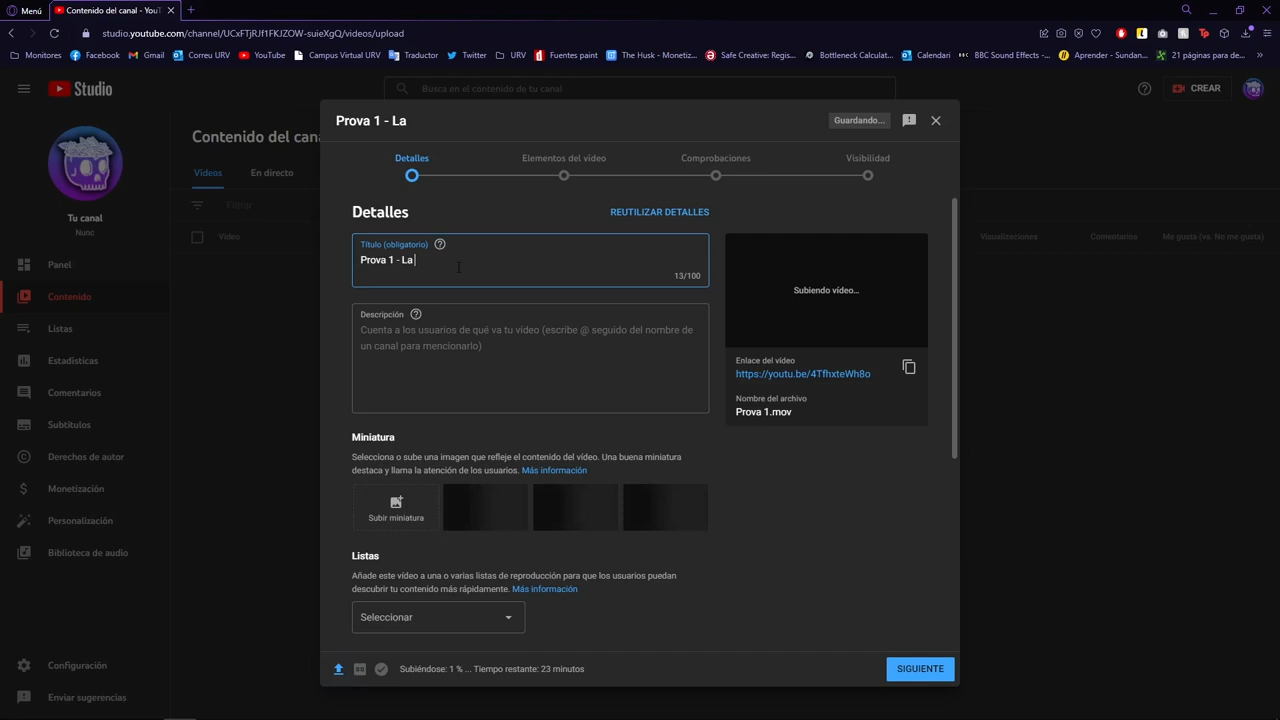 Menú
Contenido del canal - You
studio.youtube.com/channel/UCxFTjRJf1FKJZOW-suieXgQ/videos/upload
Monitores
Facebook
Gmail
Correu URV
YouTube
Campus Virtual URV
Traductor
Twitter
URV
Fuentes paint
The Husk - Monetiz...
Safe Creative: Regis...
Bottleneck Calculat...
Calendari
BBC Sound Effects -...
Aprender - Sundan...
21 páginas para de...
Studio
Busca en el contenido de tu canal
CREAR
Tu canal
Nunc
Panel
Contenido
Listas
Estadísticas
Comentarios
Subtítulos
Derechos de autor
Monetización
Personalización
Biblioteca de audio
Configuración
Enviar sugerencias
Contenido del cana
Vídeos
En directo
Filtrar
Vídeo
Visualizaciones
Comentarios
Me gusta (vs. No me gusta)
Prova 1 - La
Guardando...
Detalles
Elementos del vídeo
Comprobaciones
Visibilidad
Detalles
REUTILIZAR DETALLES
Título (obligatorio)
Prova 1 - La
13/100
Descripción
Cuenta a los usuarios de qué va tu vídeo (escribe @ seguido del nombre de
un canal para mencionarlo)
Miniatura
Selecciona o sube una imagen que refleje el contenido del vídeo. Una buena miniatura
destaca y llama la atención de los usuarios. Más información
Subir miniatura
Listas
Añade este vídeo a una o varias listas de reproducción para que los usuarios puedan
descubrir tu contenido más rápidamente. Más información
Seleccionar
Subiendo vídeo...
Enlace del vídeo
https://youtu.be/4TfhxteWh8o
Nombre del archivo
Prova 1.mov
Subiéndose: 1 % ... Tiempo restante: 23 minutos
SIGUIENTE